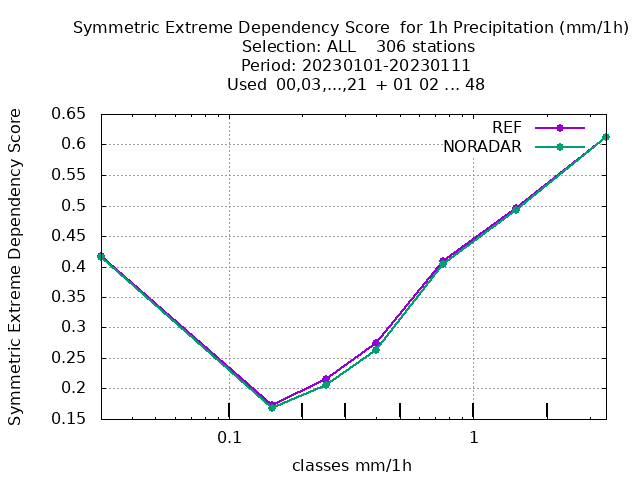 Symmetric Extreme Dependency Score  for 1h Precipitation (mm/1h)
Selection: ALL    306 stations
Period: 20230101-20230111
Used  00,03,...,21  + 01 02 ... 48
Symmetric Extreme Dependency Score
0.65
0.6
0.55
0.5
0.45
0.4
0.35
0.3
0.25
0.2
0.15
REF
NORADAR
0.1
1
classes mm/1h